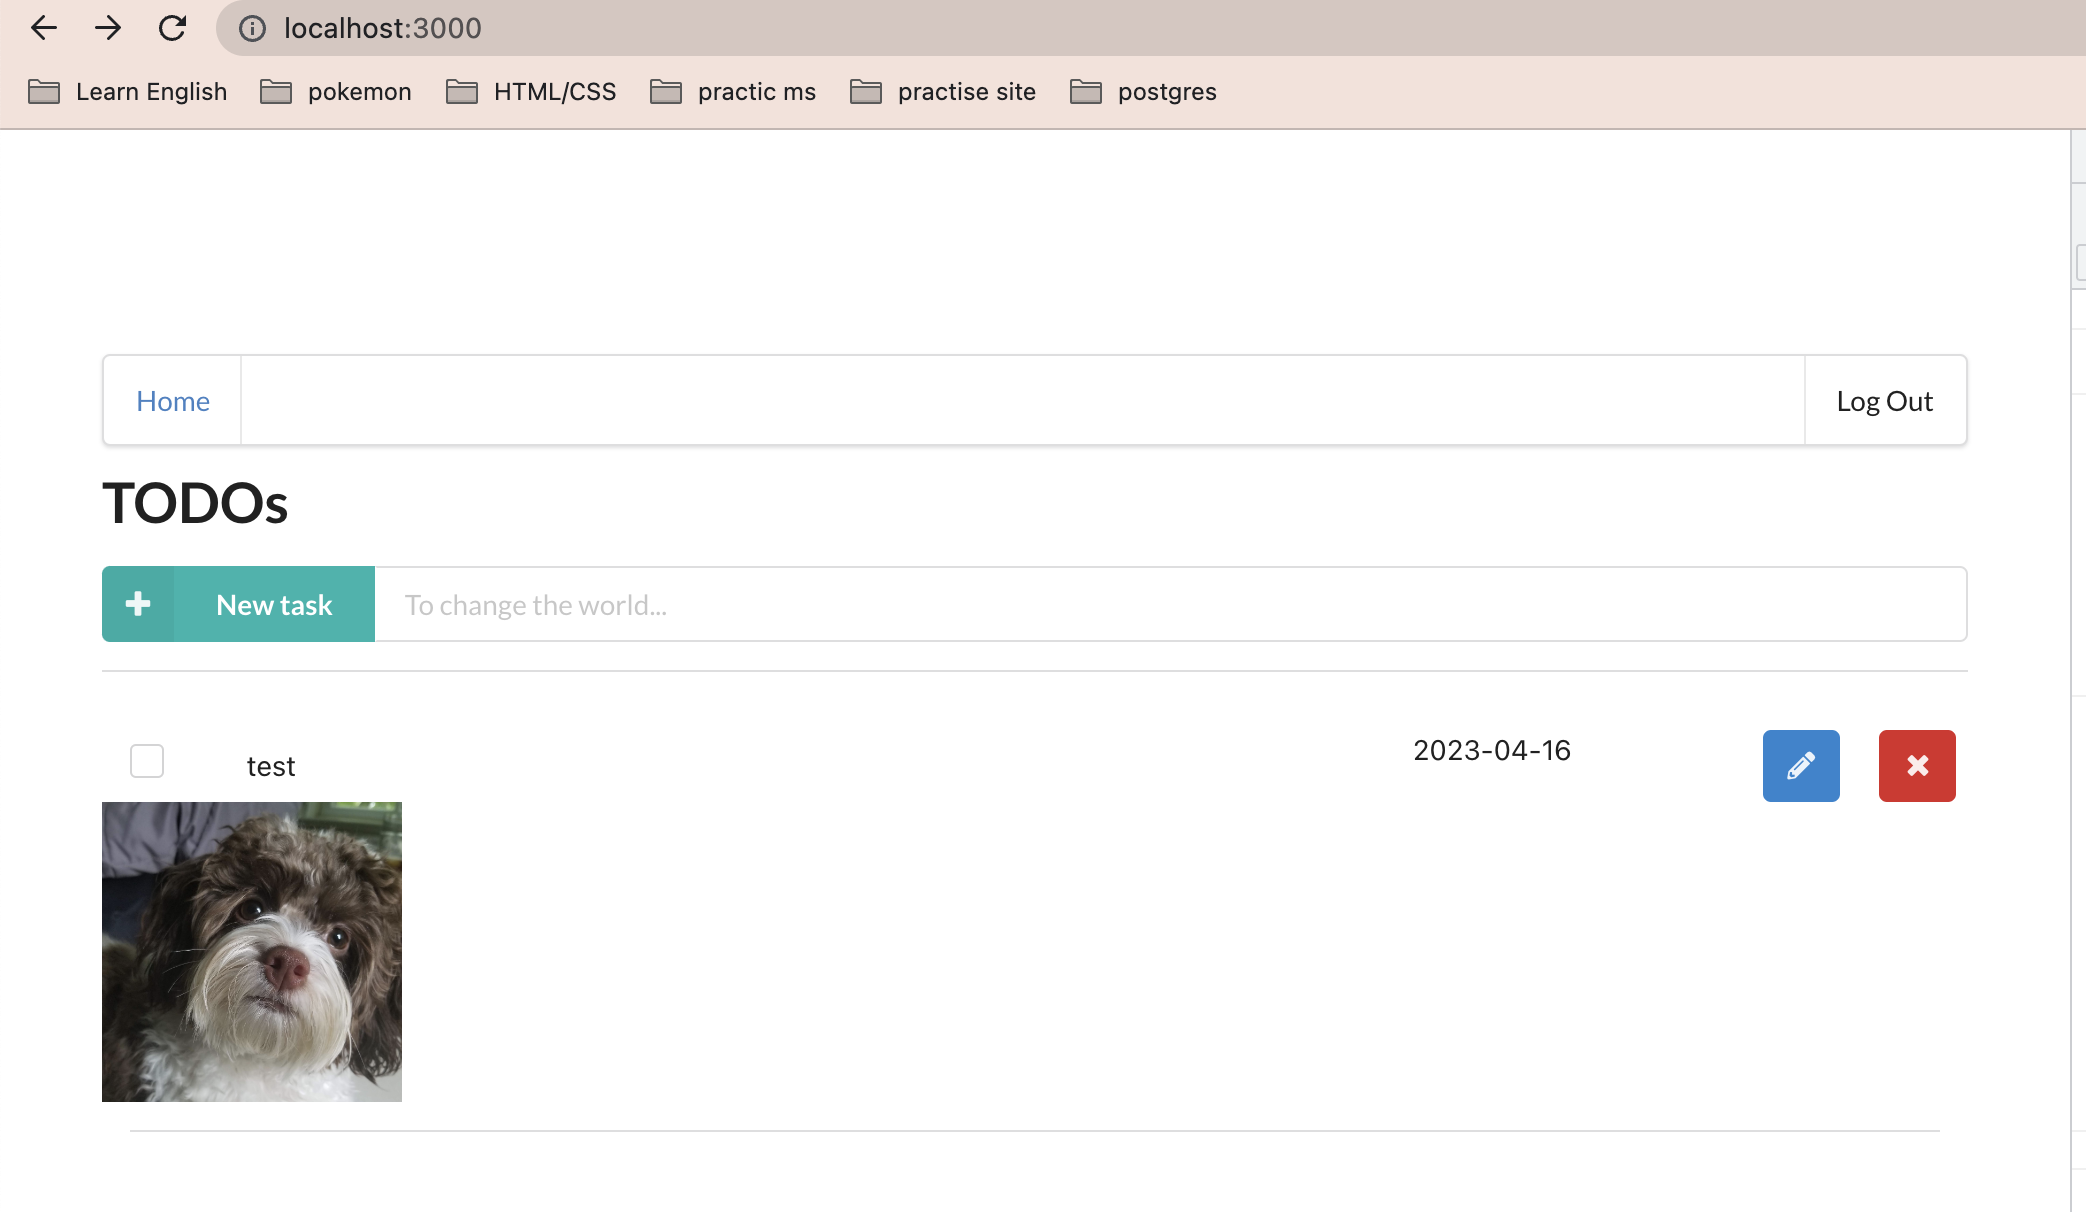 localhost:3000
Learn English pokemon HTML/CSS practic ms practise site postgres
Home Log Out
TODOs
New task To change the world...
test 2023-04-16